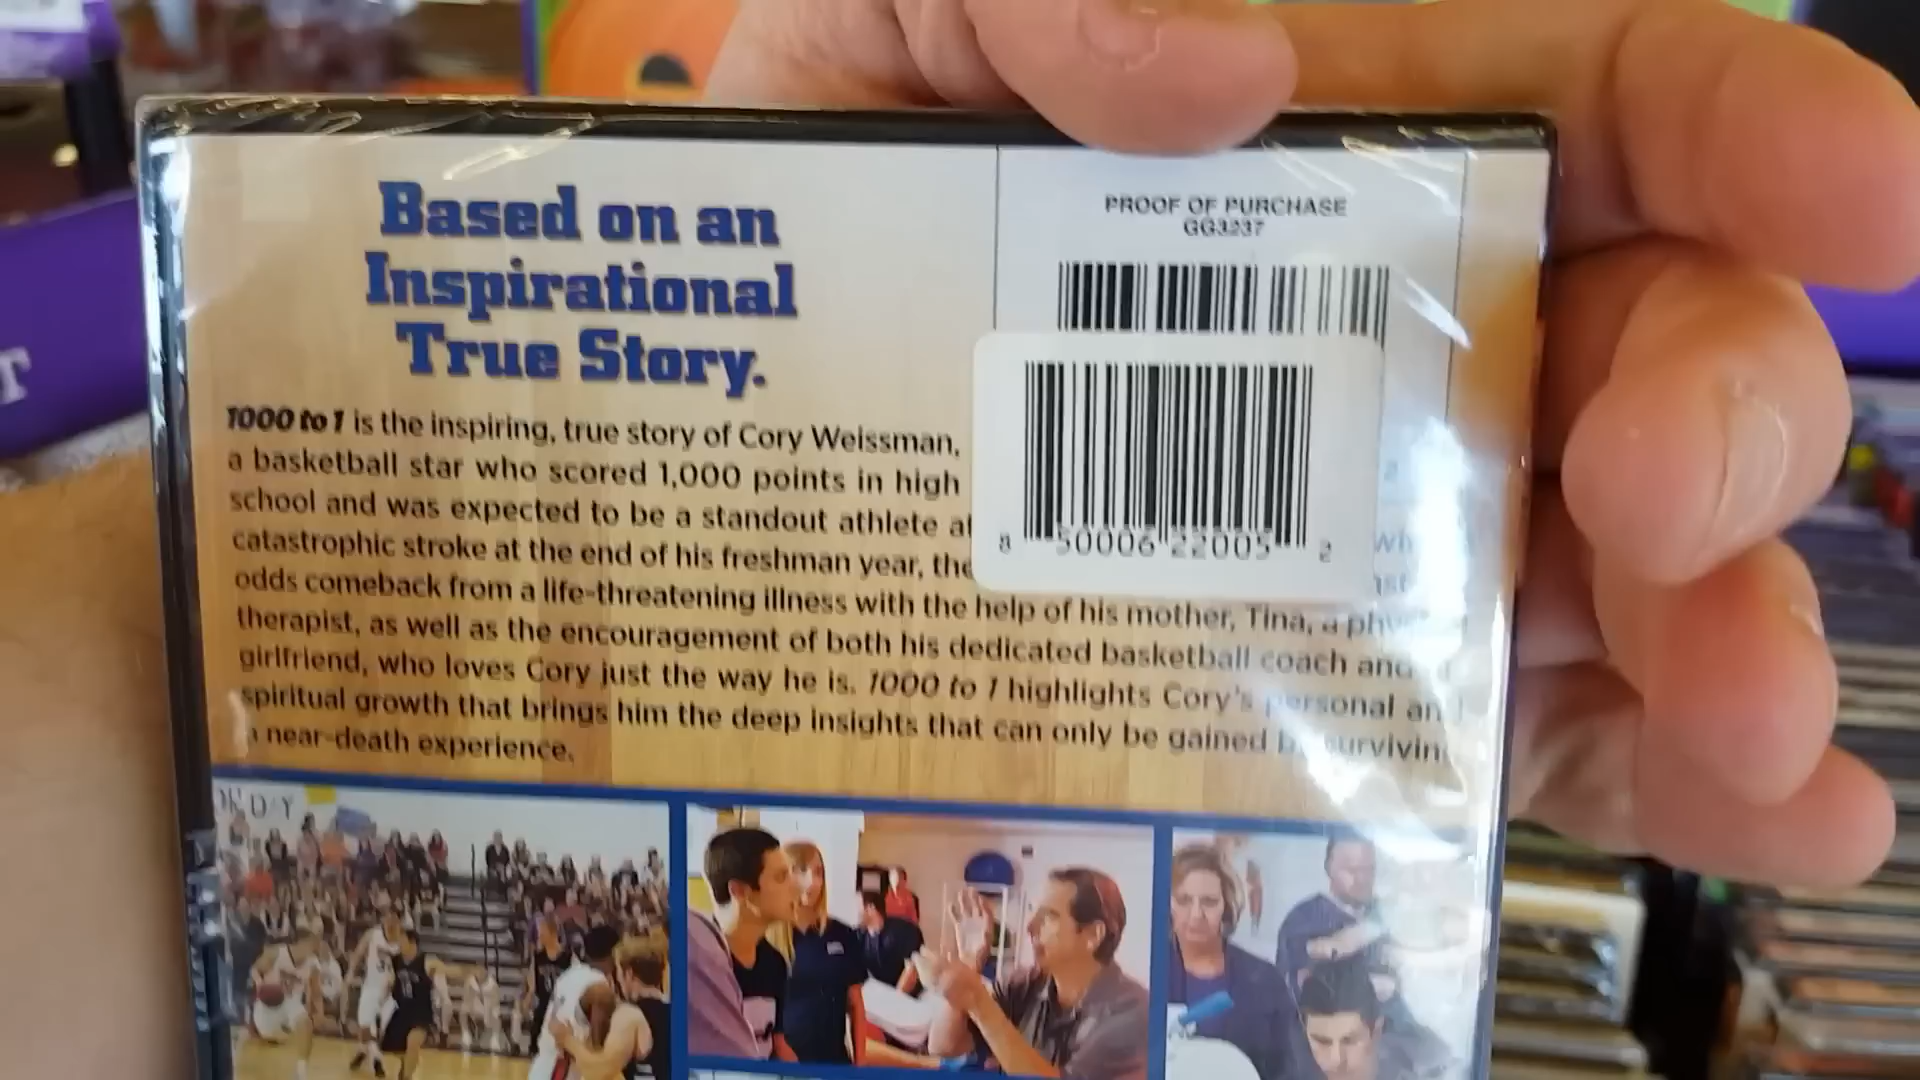 Based on an
Inspirational
True Story.
PROOF OF PURCHASE
GG3237
1000 to 1 is the inspiring, true story of Cory Weissman,
a basketball star who scored 1,000 points in high
school and was expected to be a standout athlete at
catastrophic stroke at the end of his freshman year, the
odds comeback from a life-threatening illness with the help of his mother, Tina, a
therapist, as well as the encouragement of both his dedicated basketball coach and
girlfriend, who loves Cory just the way he is. 1000 to 1 highlights Cory's personal and
spiritual growth that brings him the deep insights that can only be gained by surviving
a near-death experience.
8 50006 22005 2
T